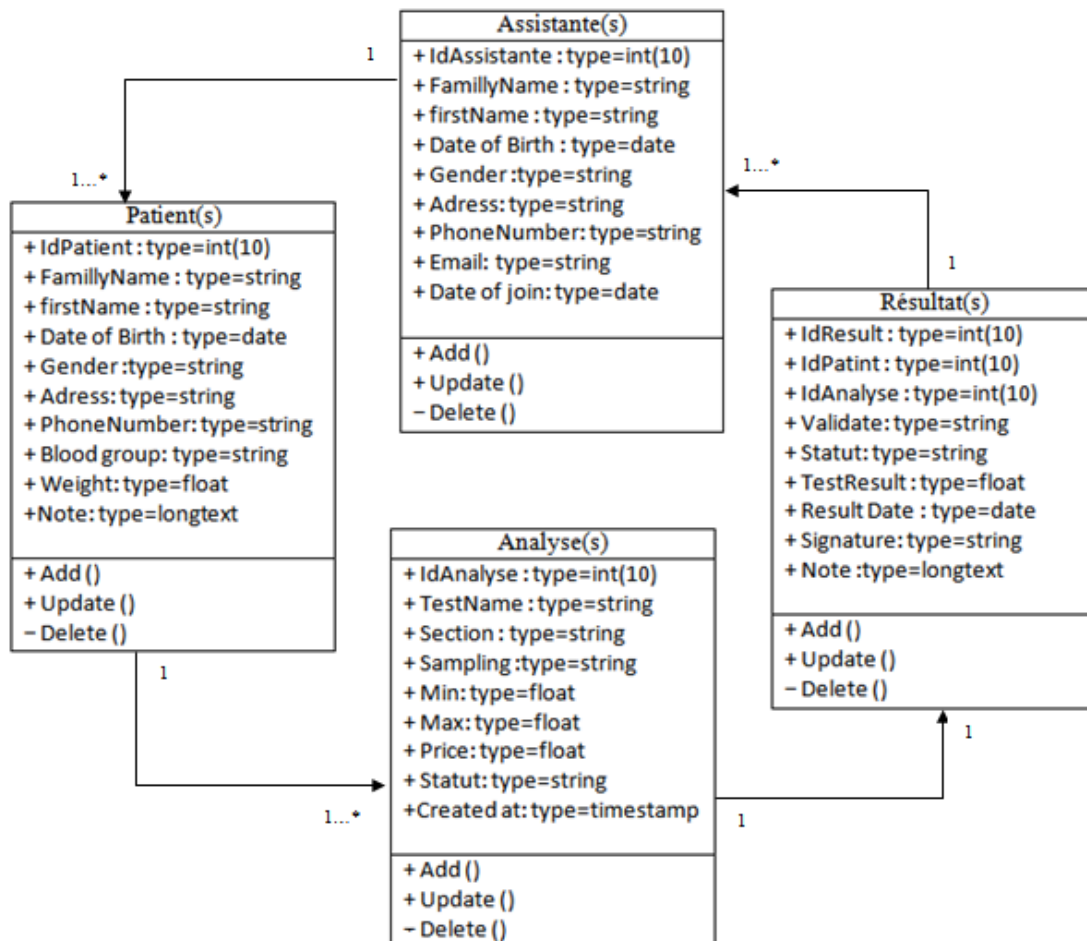 Assistante(s)
+ IdAssistante : type=int(10)
+ FamillyName : type=string
+ firstName : type=string
+ Date of Birth : type=date
+ Gender :type=string
+ Adress: type=string
+ PhoneNumber: type=string
+ Email: type=string
+ Date of join: type=date
+ Add ()
+ Update ()
– Delete ()
1
1...*
1...*
1
Patient(s)
+ IdPatient : type=int(10)
+ FamillyName : type=string
+ firstName : type=string
+ Date of Birth : type=date
+ Gender :type=string
+ Adress: type=string
+ PhoneNumber: type=string
+ Blood group: type=string
+ Weight: type=float
+Note: type=longtext
+ Add ()
+ Update ()
– Delete ()
1
1...*
Résultat(s)
+ IdResult : type=int(10)
+ IdPatint : type=int(10)
+ IdAnalyse : type=int(10)
+ Validate: type=string
+ Statut: type=string
+ TestResult : type=float
+ Result Date : type=date
+ Signature: type=string
+ Note :type=longtext
+ Add ()
+ Update ()
– Delete ()
1
1
Analyse(s)
+ IdAnalyse : type=int(10)
+ TestName : type=string
+ Section : type=string
+ Sampling :type=string
+ Min: type=float
+ Max: type=float
+ Price: type=float
+ Statut: type=string
+Created at: type=timestamp
+ Add ()
+ Update ()
– Delete ()